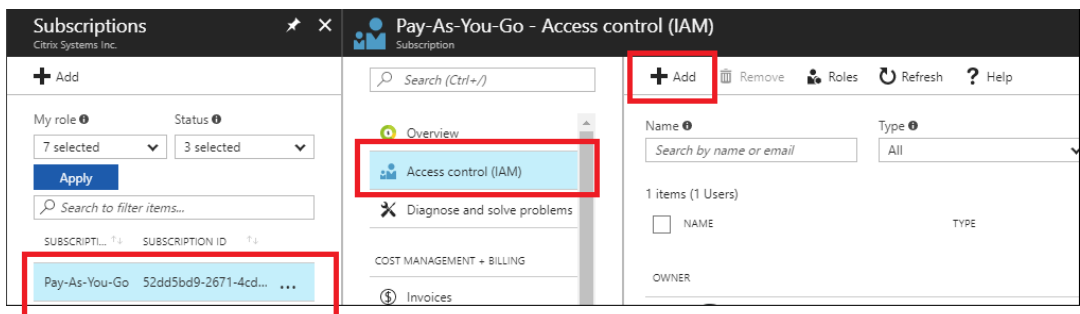 Subscriptions
Citrix Systems Inc.
Add
My role
Status
7 selected
3 selected
Apply
Search to filter items...
SUBSCRIPTI... SUBSCRIPTION ID
Pay-As-You-Go 52dd5bd9-2671-4cd... ...
Pay-As-You-Go - Access control (IAM)
Subscription
Search (Ctrl+/)
Overview
Access control (IAM)
Diagnose and solve problems
COST MANAGEMENT + BILLING
Invoices
Add Remove Roles Refresh ? Help
Name
Type
Search by name or email
All
1 items (1 Users)
NAME TYPE
OWNER